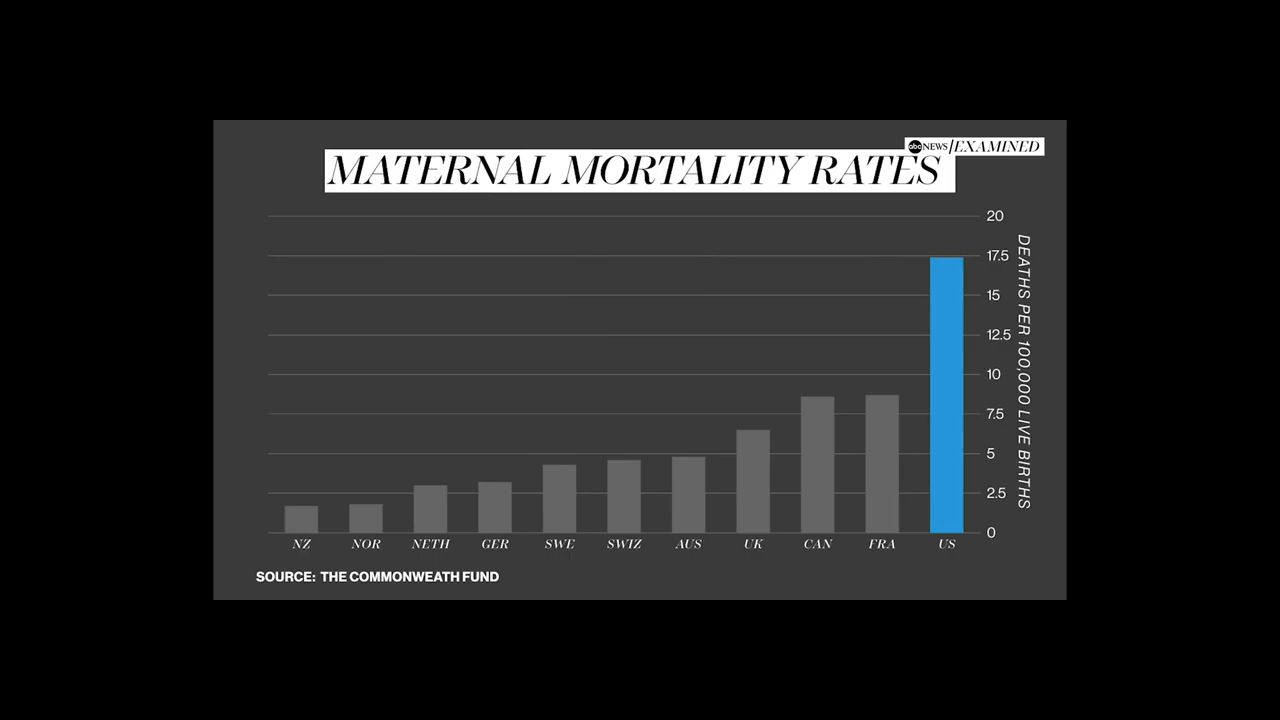 abc NEWS/EXAMINED
MATERNAL MORTALITY RATES
20
17.5
15
12.5
10
7.5
5
2.5
0
DEATHS PER 100,000 LIVE BIRTHS
NZ NOR NETH GER SWE SWIZ AUS UK CAN FRA US
SOURCE: THE COMMONWEATH FUND